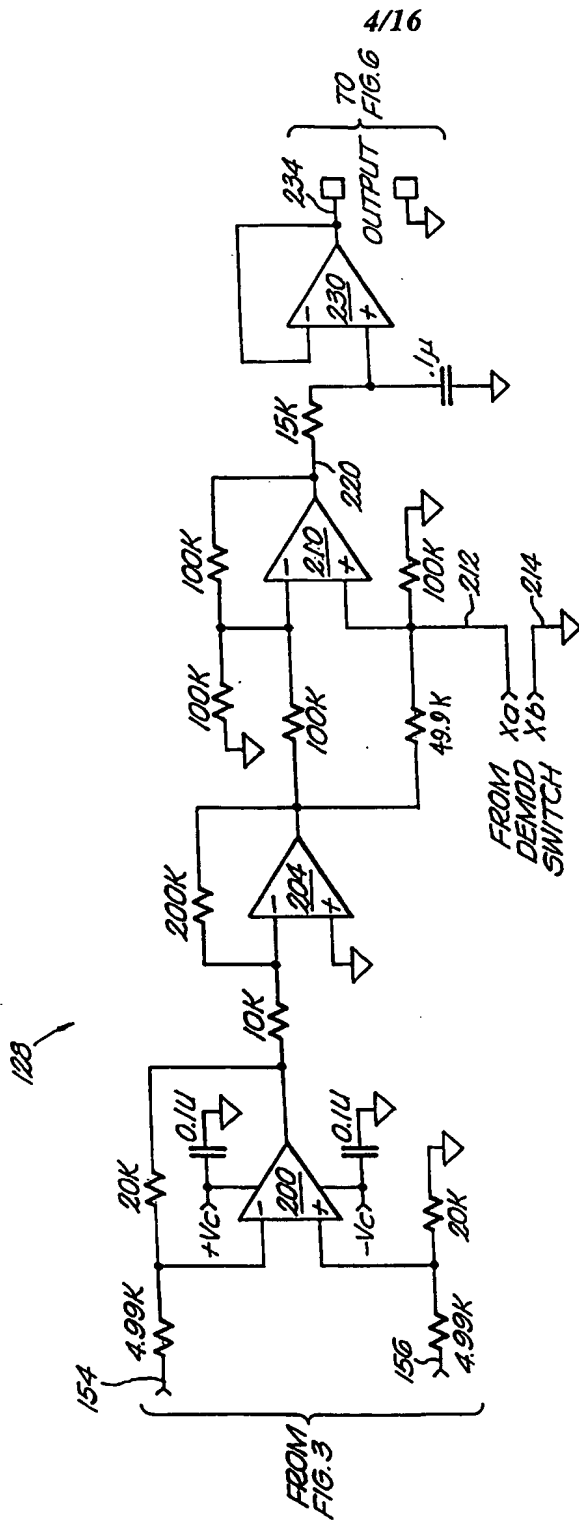 4/16
128
FROM
FIG.3
154
4.99K
20K
+Vc
0.1U
200
-
+
-Vc
0.1U
156
4.99K
20K
10K
200K
204
-
+
100K
100K
100K
210
-
+
49.9K
100K
212
214
FROM
DEMOD
SWITCH
Xa
Xb
220
15K
.1µ
230
-
+
234
OUTPUT
TO
FIG.6